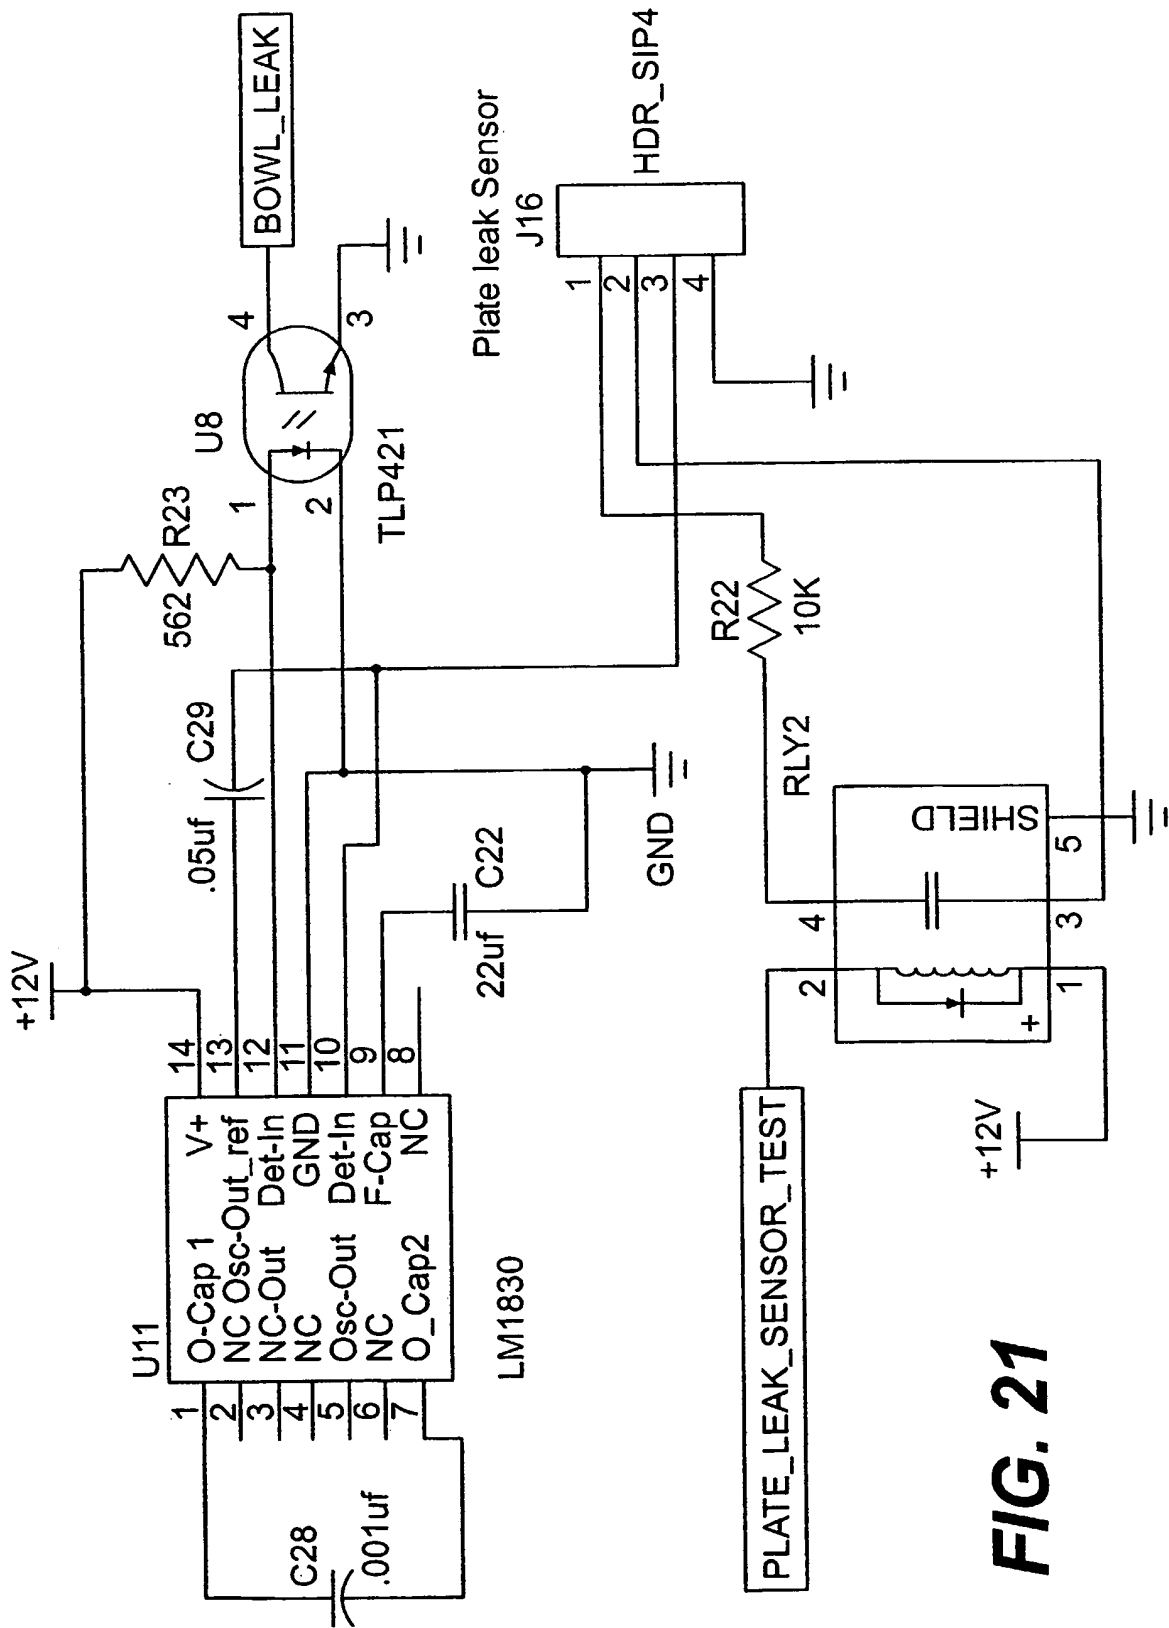 +12V
R23
562
C29
.05uf
BOWL_LEAK
U8
4
3
1
2
TLP421
U11
O-Cap 1 V+
NC Osc-Out_ref
NC-Out Det-In
NC GND
Osc-Out Det-In
NC F-Cap
O_Cap2 NC
1
2
3
4
5
6
7
14
13
12
11
10
9
8
LM1830
C28
.001uf
C22
22uf
GND
Plate leak Sensor
J16
1
2
3
4
HDR_SIP4
R22
10K
RLY2
PLATE_LEAK_SENSOR_TEST
2
4
SHIELD
+
1
3
5
+12V
FIG. 21